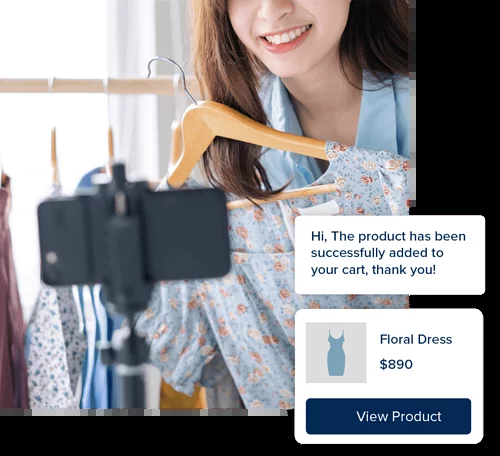 Hi, The product has been
successfully added to
your cart, thank you!
Floral Dress
$890
View Product